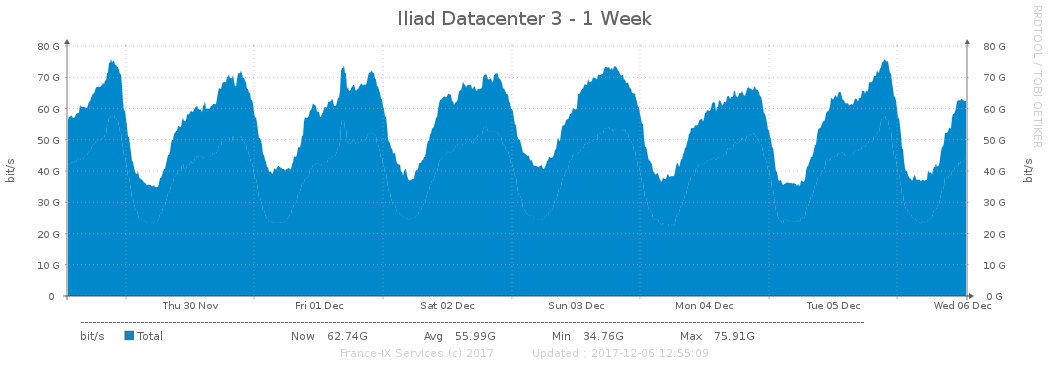 Iliad Datacenter 3 - 1 Week
RRDTOOL / TOBI OETIKER
80 G 80 G
70 G 70 G
60 G 60 G
50 G 50 G
40 G 40 G
30 G 30 G
20 G 20 G
10 G 10 G
0 0 G
bit/s bit/s
Thu 30 Nov Fri 01 Dec Sat 02 Dec Sun 03 Dec Mon 04 Dec Tue 05 Dec Wed 06 Dec
bit/s Total Now 62.74G Avg 55.99G Min 34.76G Max 75.91G
France-IX Services (c) 2017 Updated : 2017-12-06 12:55:09